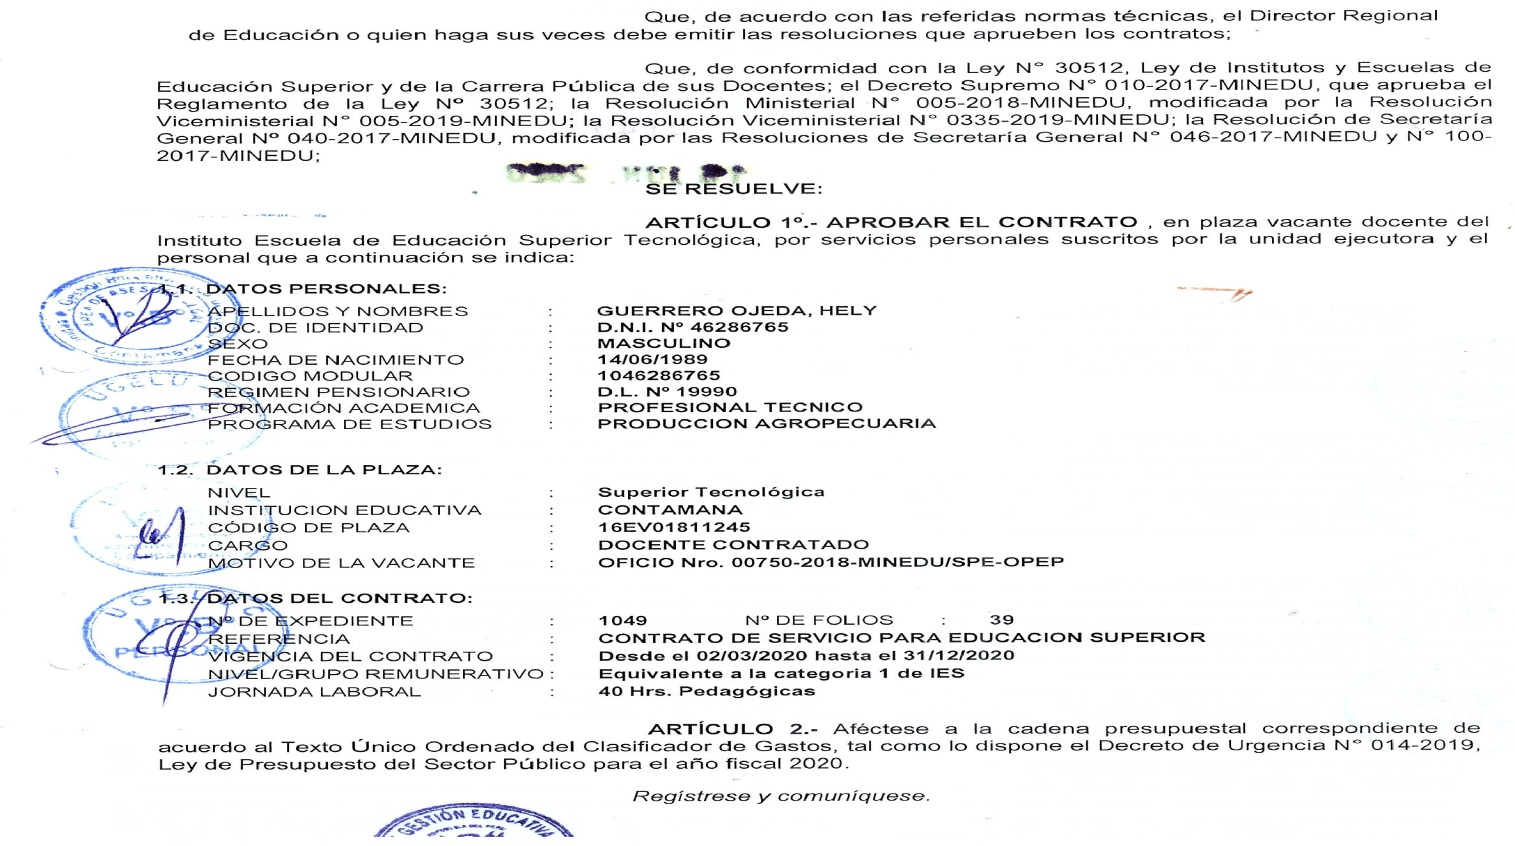 Que, de acuerdo con las referidas normas técnicas, el Director Regional
de Educación o quien haga sus veces debe emitir las resoluciones que aprueben los contratos;
Que, de conformidad con la Ley N° 30512, Ley de Institutos y Escuelas de
Educación Superior y de la Carrera Pública de sus Docentes; el Decreto Supremo N° 010-2017-MINEDU, que aprueba el
Reglamento de la Ley Nº 30512; la Resolución Ministerial N° 005-2018-MINEDU, modificada por la Resolución
Viceministerial N° 005-2019-MINEDU; la Resolución Viceministerial N° 0335-2019-MINEDU; la Resolución de Secretaría
General Nº 040-2017-MINEDU, modificada por las Resoluciones de Secretaría General N° 046-2017-MINEDU y N° 100-
2017-MINEDU;
SE RESUELVE:
ARTÍCULO 1º.- APROBAR EL CONTRATO , en plaza vacante docente del
Instituto Escuela de Educación Superior Tecnológica, por servicios personales suscritos por la unidad ejecutora y el
personal que a continuación se indica:
1.1. DATOS PERSONALES:
APELLIDOS Y NOMBRES : GUERRERO OJEDA, HELY
DOC. DE IDENTIDAD : D.N.I. Nº 46286765
SEXO : MASCULINO
FECHA DE NACIMIENTO : 14/06/1989
CODIGO MODULAR : 1046286765
REGIMEN PENSIONARIO : D.L. Nº 19990
FORMACIÓN ACADEMICA : PROFESIONAL TECNICO
PROGRAMA DE ESTUDIOS : PRODUCCION AGROPECUARIA
1.2. DATOS DE LA PLAZA:
NIVEL : Superior Tecnológica
INSTITUCION EDUCATIVA : CONTAMANA
CÓDIGO DE PLAZA : 16EV01811245
CARGO : DOCENTE CONTRATADO
MOTIVO DE LA VACANTE : OFICIO Nro. 00750-2018-MINEDU/SPE-OPEP
1.3. DATOS DEL CONTRATO:
Nº DE EXPEDIENTE : 1049 Nº DE FOLIOS : 39
REFERENCIA : CONTRATO DE SERVICIO PARA EDUCACION SUPERIOR
VIGENCIA DEL CONTRATO : Desde el 02/03/2020 hasta el 31/12/2020
NIVEL/GRUPO REMUNERATIVO : Equivalente a la categoria 1 de IES
JORNADA LABORAL : 40 Hrs. Pedagógicas
PERSONAL
ARTÍCULO 2.- Aféctese a la cadena presupuestal correspondiente de
acuerdo al Texto Único Ordenado del Clasificador de Gastos, tal como lo dispone el Decreto de Urgencia N° 014-2019,
Ley de Presupuesto del Sector Público para el año fiscal 2020.
Regístrese y comuníquese.
GESTIÓN EDUCATIVA